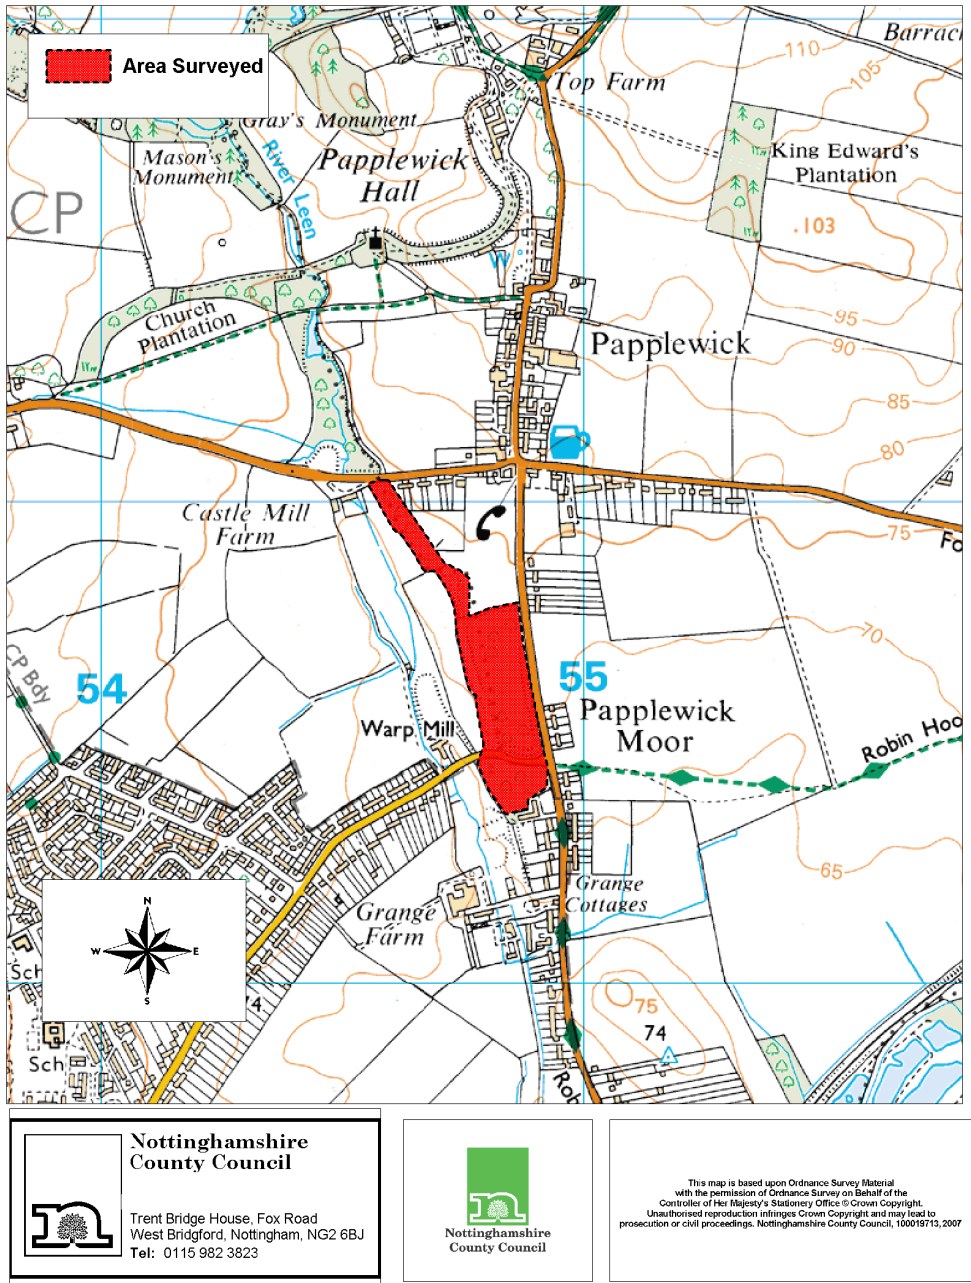 Area Surveyed
Barrac
110
105
Top Farm
Gray's Monument
Mason's
Monument
River Leen
Papplewick
Hall
King Edward's
Plantation
CP
.103
W
Church
Plantation
95
90
85
80
75
Papplewick
Castle Mill
Farm
Fo
70
CP Bdy
54
55
Warp Mill
Papplewick
Moor
Robin Hoo
65
Grange
Cottages
Grange
Farm
N
W E
S
Sch
4
75
74
Sch
Rob
Nottinghamshire
County Council
Trent Bridge House, Fox Road
West Bridgford, Nottingham, NG2 6BJ
Tel: 0115 982 3823
n
Nottinghamshire
County Council
This map is based upon Ordnance Survey Material
with the permission of Ordnance Survey on Behalf of the
Controller of Her Majesty's Stationery Office © Crown Copyright.
Unauthorised reproduction infringes Crown Copyright and may lead to
prosecution or civil proceedings. Nottinghamshire County Council, 100019713, 2007